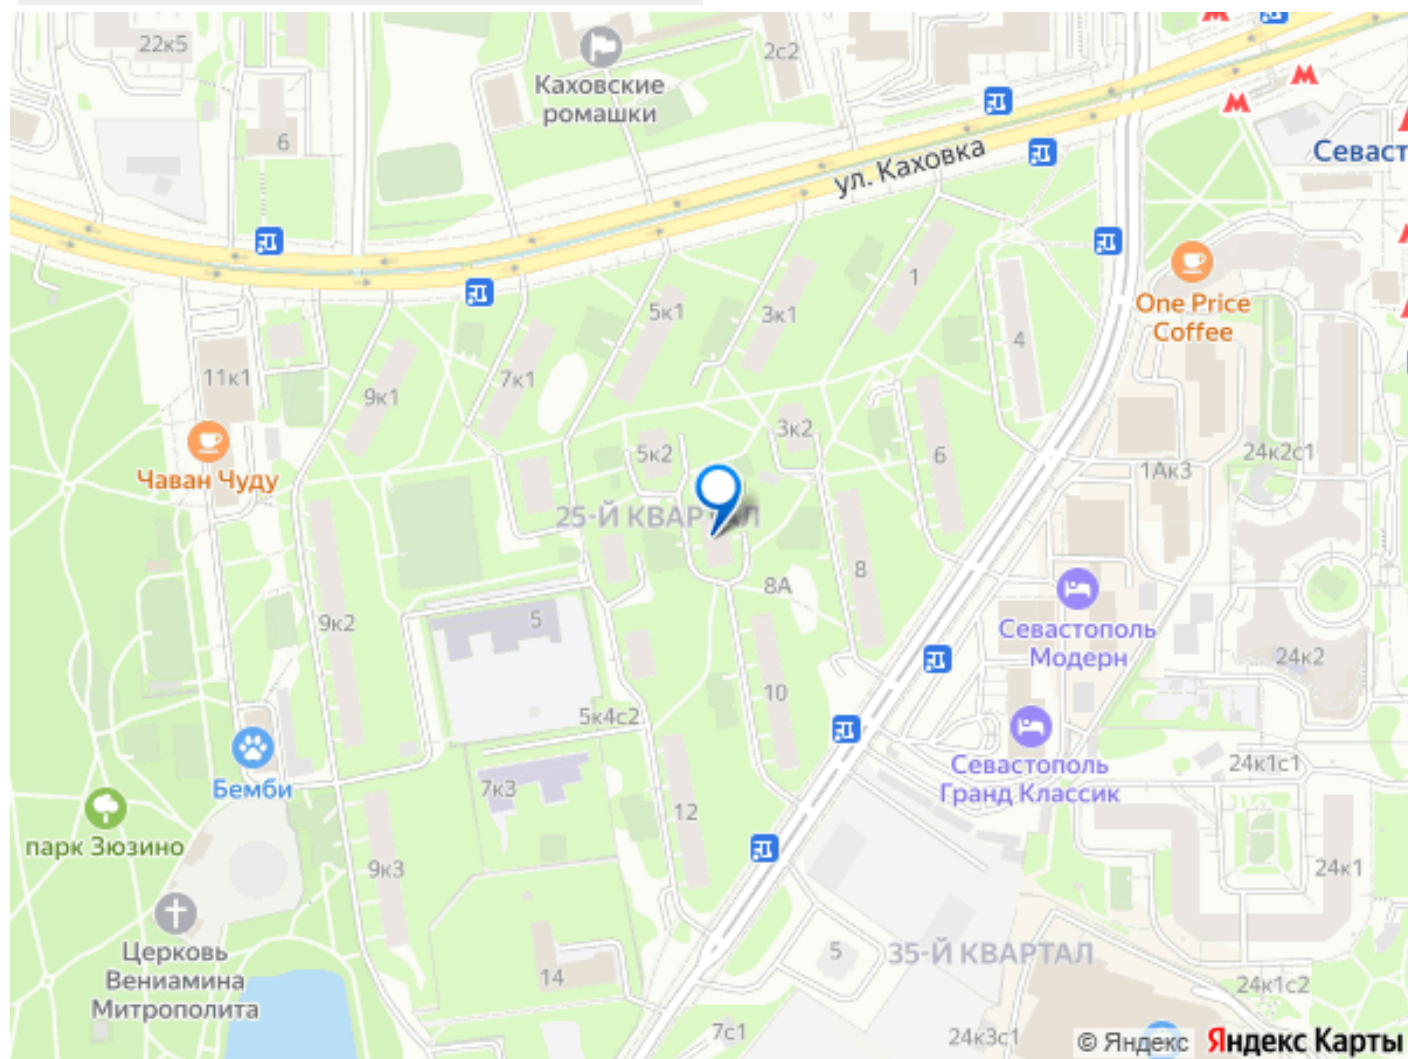 22к5
2с2
Каховские
ромашки
6
ул. Каховка
Севаст
5к1
3к1
1
One Price
Coffee
4
11к1
9к1
7к1
3к2
5к2
6
24к2с1
1Ак3
Чаван Чуду
25-Й КВАРТАЛ
8А
8
9к2
5
Севастополь
Модерн
24к2
10
5к4с2
Бемби
7к3
12
Севастополь
Гранд Классик
24к1с1
парк Зюзино
9к3
24к1
Церковь
Вениамина
Митрополита
14
5
35-Й КВАРТАЛ
24к1с2
7с1
24к3с1
© Яндекс Яндекс Карты